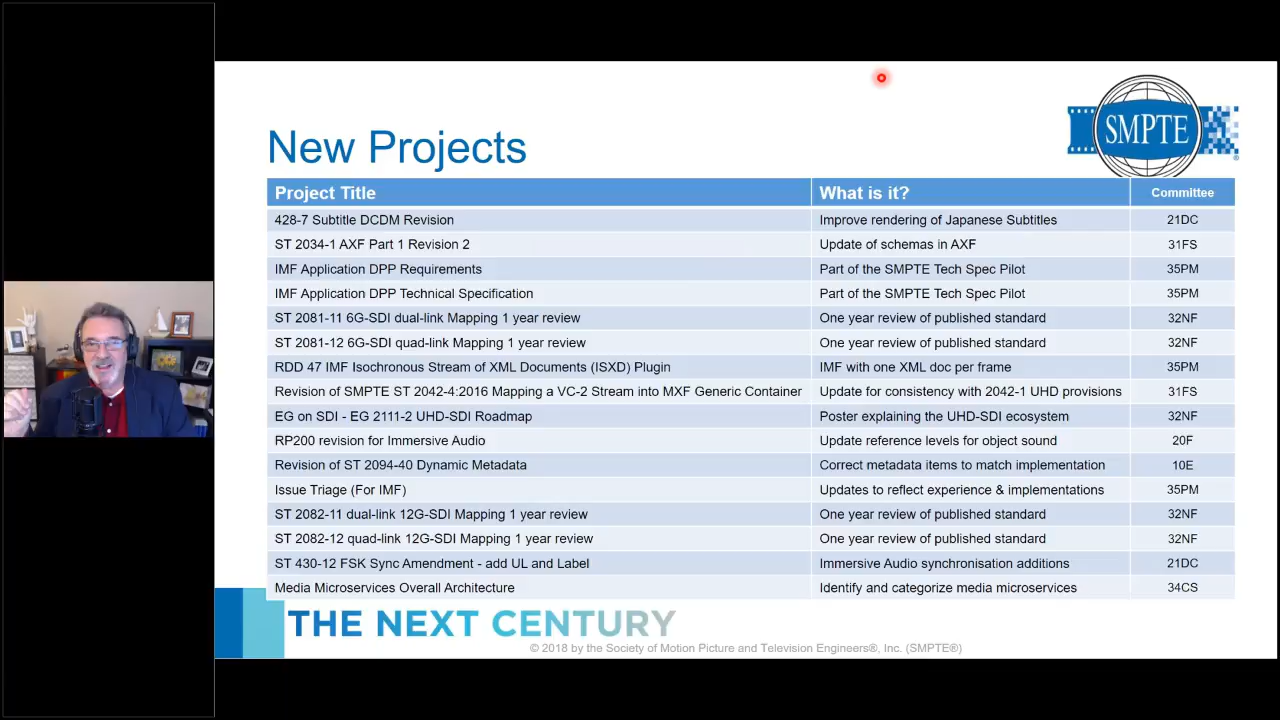 SMPTE
®
New Projects
Project Title What is it? Committee
428-7 Subtitle DCDM Revision Improve rendering of Japanese Subtitles 21DC
ST 2034-1 AXF Part 1 Revision 2 Update of schemas in AXF 31FS
IMF Application DPP Requirements Part of the SMPTE Tech Spec Pilot 35PM
IMF Application DPP Technical Specification Part of the SMPTE Tech Spec Pilot 35PM
ST 2081-11 6G-SDI dual-link Mapping 1 year review One year review of published standard 32NF
ST 2081-12 6G-SDI quad-link Mapping 1 year review One year review of published standard 32NF
RDD 47 IMF Isochronous Stream of XML Documents (ISXD) Plugin IMF with one XML doc per frame 35PM
Revision of SMPTE ST 2042-4:2016 Mapping a VC-2 Stream into MXF Generic Container Update for consistency with 2042-1 UHD provisions 31FS
EG on SDI - EG 2111-2 UHD-SDI Roadmap Poster explaining the UHD-SDI ecosystem 32NF
RP200 revision for Immersive Audio Update reference levels for object sound 20F
Revision of ST 2094-40 Dynamic Metadata Correct metadata items to match implementation 10E
Issue Triage (For IMF) Updates to reflect experience & implementations 35PM
ST 2082-11 dual-link 12G-SDI Mapping 1 year review One year review of published standard 32NF
ST 2082-12 quad-link 12G-SDI Mapping 1 year review One year review of published standard 32NF
ST 430-12 FSK Sync Amendment - add UL and Label Immersive Audio synchronisation additions 21DC
Media Microservices Overall Architecture Identify and categorize media microservices 34CS
THE NEXT CENTURY
© 2018 by the Society of Motion Picture and Television Engineers®, Inc. (SMPTE®)